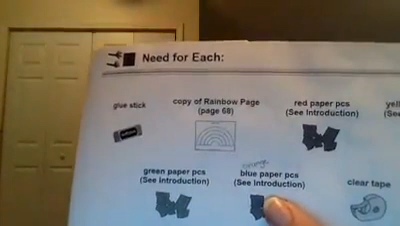 Need for Each:
glue stick
copy of Rainbow Page
(page 68)
red paper pcs
(See Introduction)
green paper pcs
(See Introduction)
blue paper pcs
(See Introduction)
clear tape